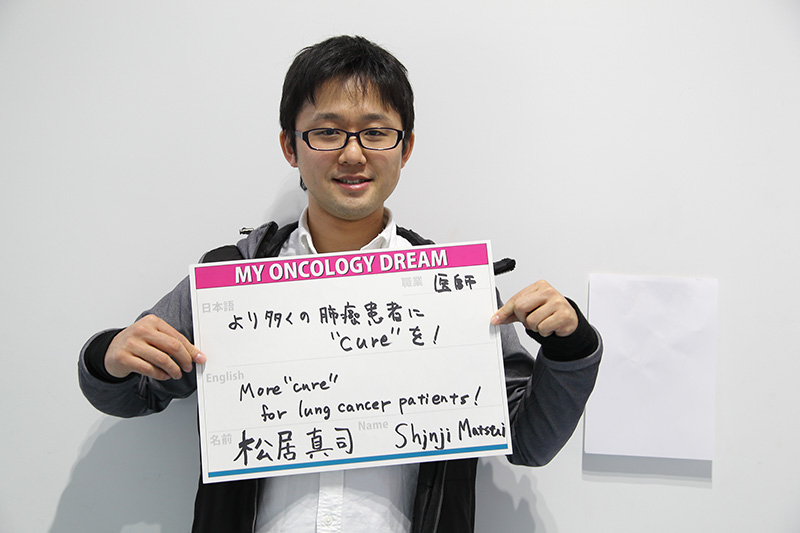 MY ONCOLOGY DREAM
職業 医師
日本語
より多くの肺癌患者に
"Cure"を!
English
More "cure"
for lung cancer patients!
名前 松居真司 Name Shjnji Matsui